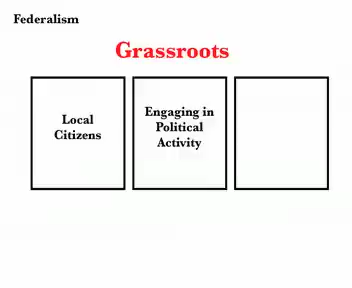 Federalism
Grassroots
Local
Citizens
Engaging in
Political
Activity